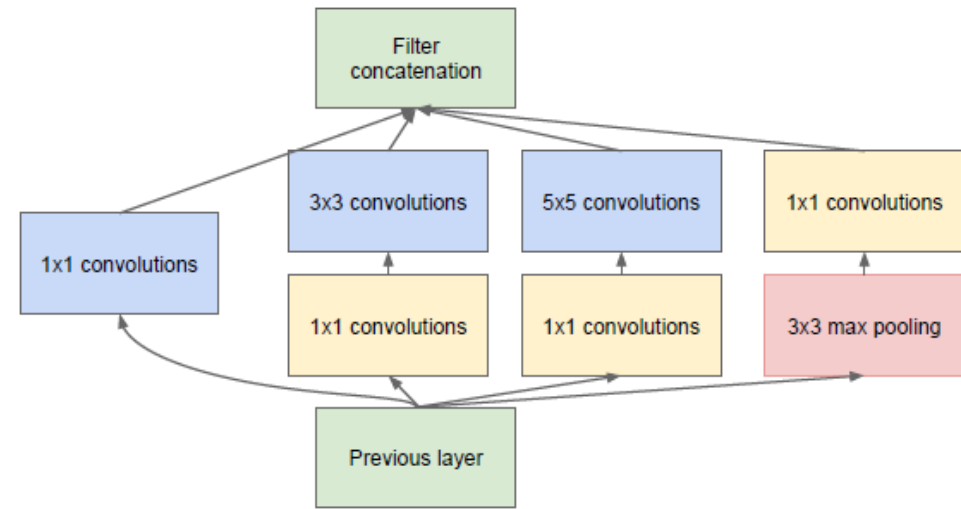 Filter
concatenation
3x3 convolutions
5x5 convolutions
1x1 convolutions
1x1 convolutions
1x1 convolutions
1x1 convolutions
3x3 max pooling
Previous layer